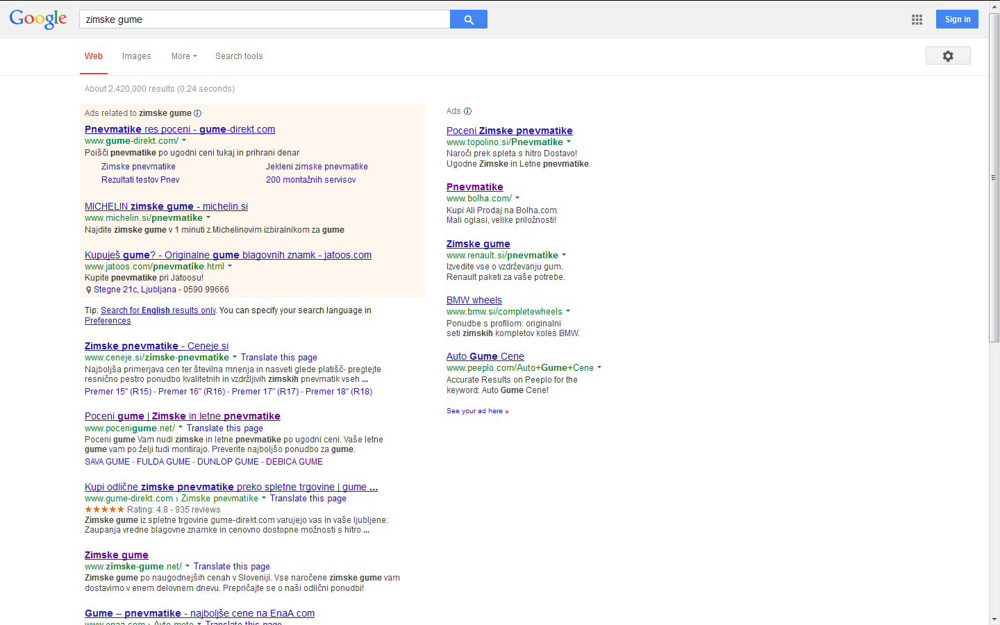 Google
zimske gume
Sign in
Web Images More Search tools
About 2,420,000 results (0.24 seconds)
Ads related to zimske gume
Pnevmatike res poceni - gume-direkt.com
www.gume-direkt.com/
Poišči pnevmatike po ugodni ceni tukaj in prihrani denar
Zimske pnevmatike Jekleni zimske pnevmatike
Rezultati testov Pnev 200 montažnih servisov
MICHELIN zimske gume - michelin.si
www.michelin.si/pnevmatike
Najdite zimske gume v 1 minuti z Michelinovim izbiralnikom za gume
Kupuješ gume? - Originalne gume blagovnih znamk - jatoos.com
www.jatoos.com/pnevmatike.html
Kupite pnevmatike pri Jatoosu!
Stegne 21c, Ljubljana - 0590 99666
Tip: Search for English results only. You can specify your search language in
Preferences
Zimske pnevmatike - Ceneje.si
www.ceneje.si/zimske-pnevmatike Translate this page
Najboljša primerjava cen ter številna mnenja in nasveti glede platišč- preglejte
resnično pestro ponudbo kvalitetnih in vzdržljivih zimskih pnevmatik vseh ...
Premer 15" (R15) - Premer 16" (R16) - Premer 17" (R17) - Premer 18" (R18)
Poceni gume | Zimske in letne pnevmatike
www.pocenigume.net/ Translate this page
Poceni gume Vam nudi zimske in letne pnevmatike po ugodni ceni. Vaše letne
gume vam po želji tudi montirajo. Preverite najboljšo ponudbo za gume.
SAVA GUME - FULDA GUME - DUNLOP GUME - DEBICA GUME
Kupi odlične zimske pnevmatike preko spletne trgovine | gume ...
www.gume-direkt.com › Zimske pnevmatike Translate this page
Rating: 4.8 - 935 reviews
Zimske gume iz spletne trgovine gume-direkt.com varujejo vas in vaše ljubljene:
Zaupanja vredne blagovne znamke in cenovno dostopne možnosti s hitro ...
Zimske gume
www.zimske-gume.net/ Translate this page
Zimske gume po naugodnejših cenah v Sloveniji. Vse naročene zimske gume vam
dostavimo v enem delovnem dnevu. Prepričajte se o naši odlični ponudbi!
Gume – pnevmatike - najboljše cene na EnaA.com
www.enaa.com › Avto-moto Translate this page
Ads
Poceni Zimske pnevmatike
www.topolino.si/Pnevmatike
Naroči prek spleta s hitro Dostavo!
Ugodne Zimske in Letne pnevmatike.
Pnevmatike
www.bolha.com/
Kupi Ali Prodaj na Bolha.com
Mali oglasi, velike priložnosti!
Zimske gume
www.renault.si/pnevmatike
Izvedite vse o vzdrževanju gum.
Renault paketi za vaše potrebe.
BMW wheels
www.bmw.si/completewheels
Ponudbe s profilom: originalni
seti zimskih kompletov koles BMW.
Auto Gume Cene
www.peeplo.com/Auto+Gume+Cene
Accurate Results on Peeplo for the
keyword: Auto Gume Cene!
See your ad here »